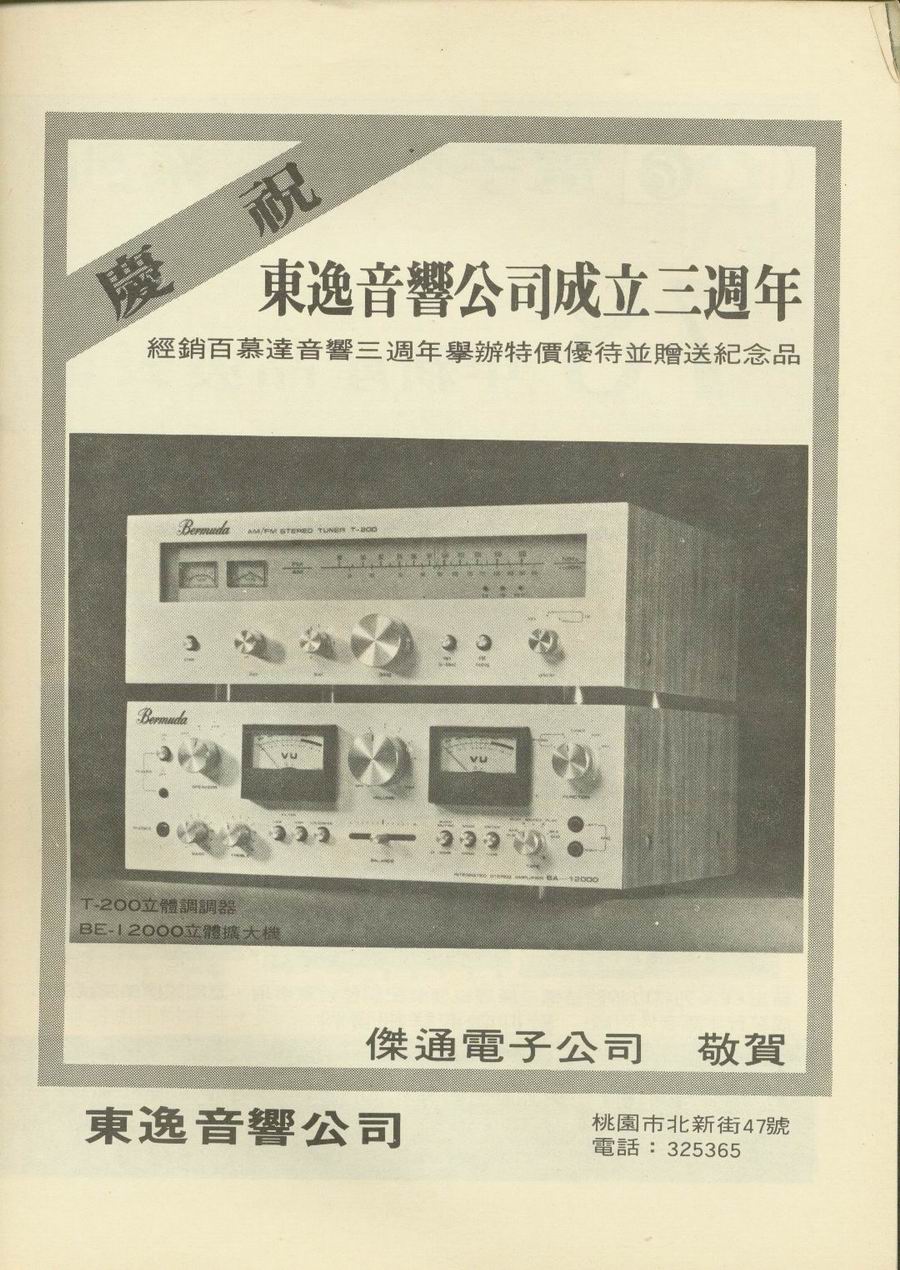 慶祝
東逸音響公司成立三週年
經銷百慕達音響三週年舉辦特價優待並贈送紀念品
Bermuda AM/FM STEREO TUNER T-200
Bermuda
VU VU
SPEAKERS
VOLUME
FUNCTION
BALANCE
INTEGRATED STEREO AMPLIFIER BA-12000
T-200立體調調器
BE-12000立體擴大機
傑通電子公司 敬賀
東逸音響公司
桃園市北新街47號
電話：325365